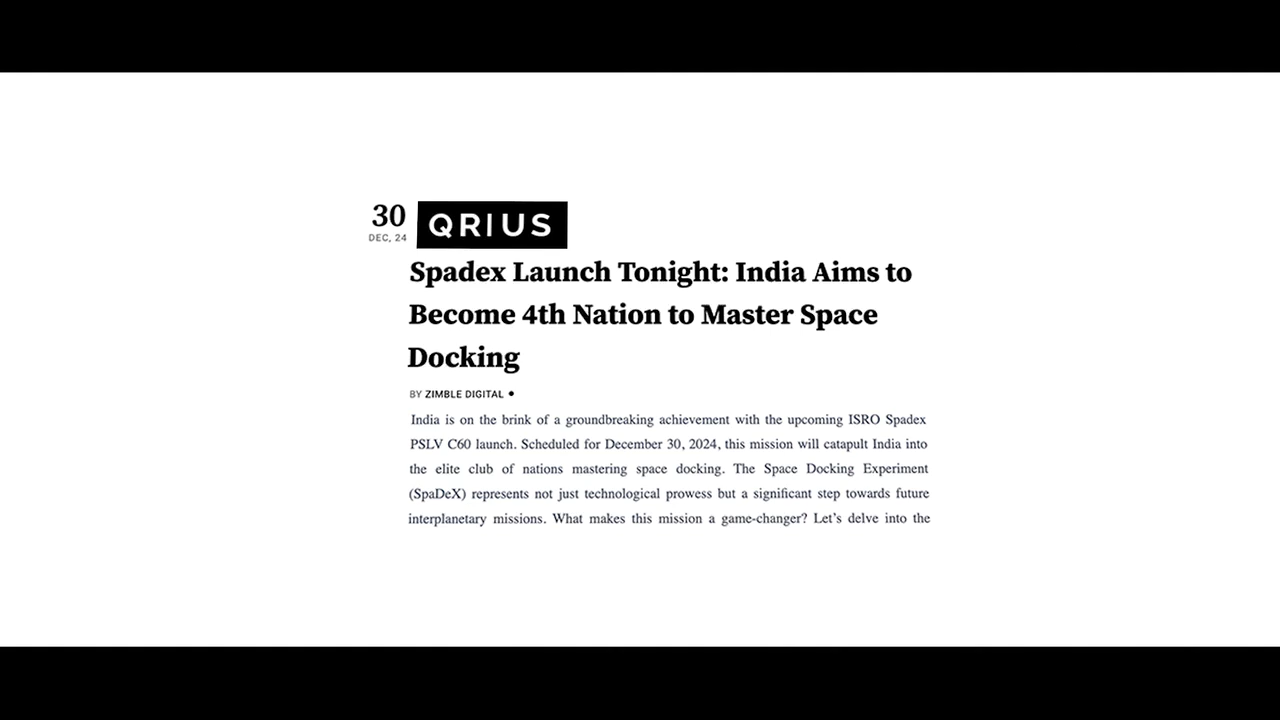 30
DEC, 24
QRIUS
Spadex Launch Tonight: India Aims to
Become 4th Nation to Master Space
Docking
BY ZIMBLE DIGITAL •
India is on the brink of a groundbreaking achievement with the upcoming ISRO Spadex
PSLV C60 launch. Scheduled for December 30, 2024, this mission will catapult India into
the elite club of nations mastering space docking. The Space Docking Experiment
(SpaDeX) represents not just technological prowess but a significant step towards future
interplanetary missions. What makes this mission a game-changer? Let’s delve into the